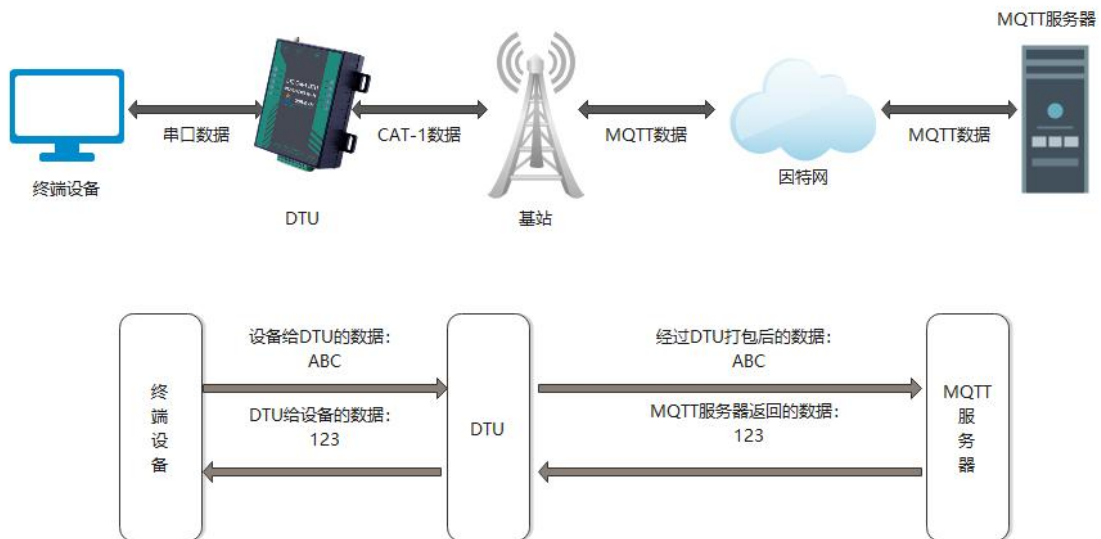 MQTT服务器
串口数据
CAT-1数据
MQTT数据
MQTT数据
终端设备
因特网
DTU
基站
设备给DTU的数据:
ABC
经过DTU打包后的数据:
ABC
终端设备
DTU给设备的数据:
123
DTU
MQTT服务器返回的数据:
123
MQTT
服务器